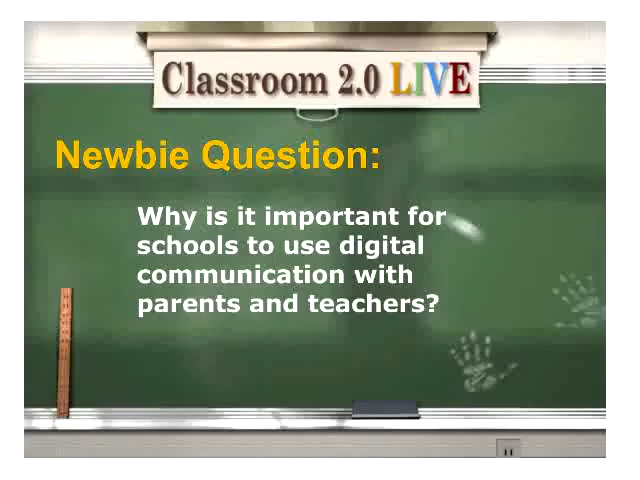 Classroom 2.0 LIVE
Newbie Question:
Why is it important for
schools to use digital
communication with
parents and teachers?